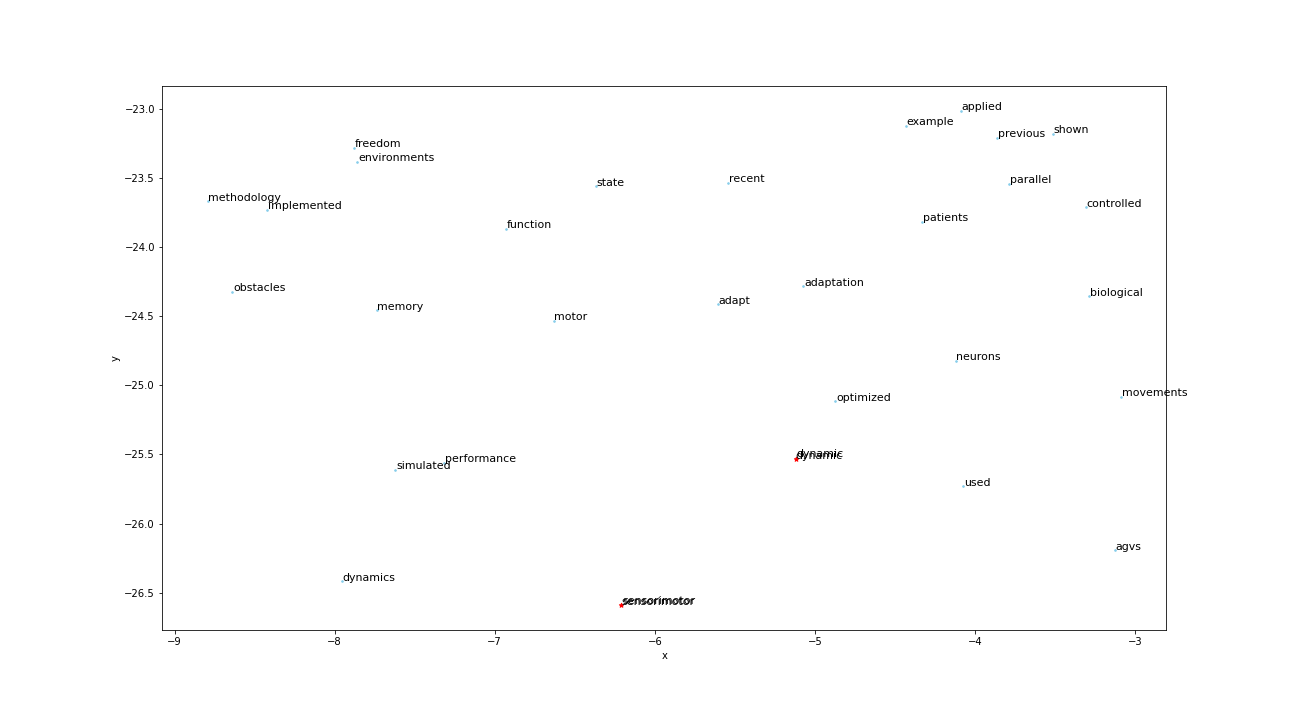 −23.0
applied
example
shown
previous
freedom
environments
−23.5
state
recent
parallel
methodology
implemented
controlled
patients
function
−24.0
adaptation
obstacles
biological
adapt
memory
−24.5
motor
neurons
y
−25.0
movements
optimized
−25.5
dynamic
dynamic
performance
simulated
used
−26.0
agvs
dynamics
−26.5
sensorimotor
sensorimotor
−9 −8 −7 −6 −5 −4 −3
x